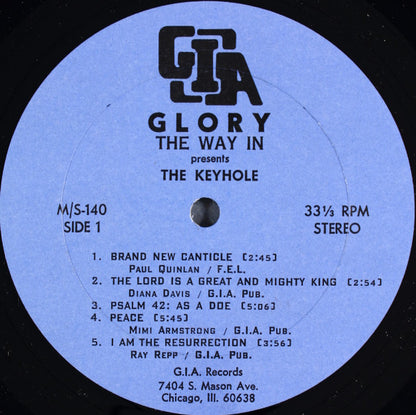 GIA
GLORY
THE WAY IN
presents
THE KEYHOLE
M/S-140
SIDE 1
33⅓ RPM
STEREO
1. BRAND NEW CANTICLE [2:45]
PAUL QUINLAN / F.E.L.
2. THE LORD IS A GREAT AND MIGHTY KING [2:54]
DIANA DAVIS / G.I.A. PUB.
3. PSALM 42: AS A DOE [5:06]
4. PEACE [5:45]
MIMI ARMSTRONG / G.I.A. PUB.
5. I AM THE RESURRECTION [3:56]
RAY REPP / G.I.A. PUB.
G.I.A. Records
7404 S. Mason Ave.
Chicago, Ill. 60638